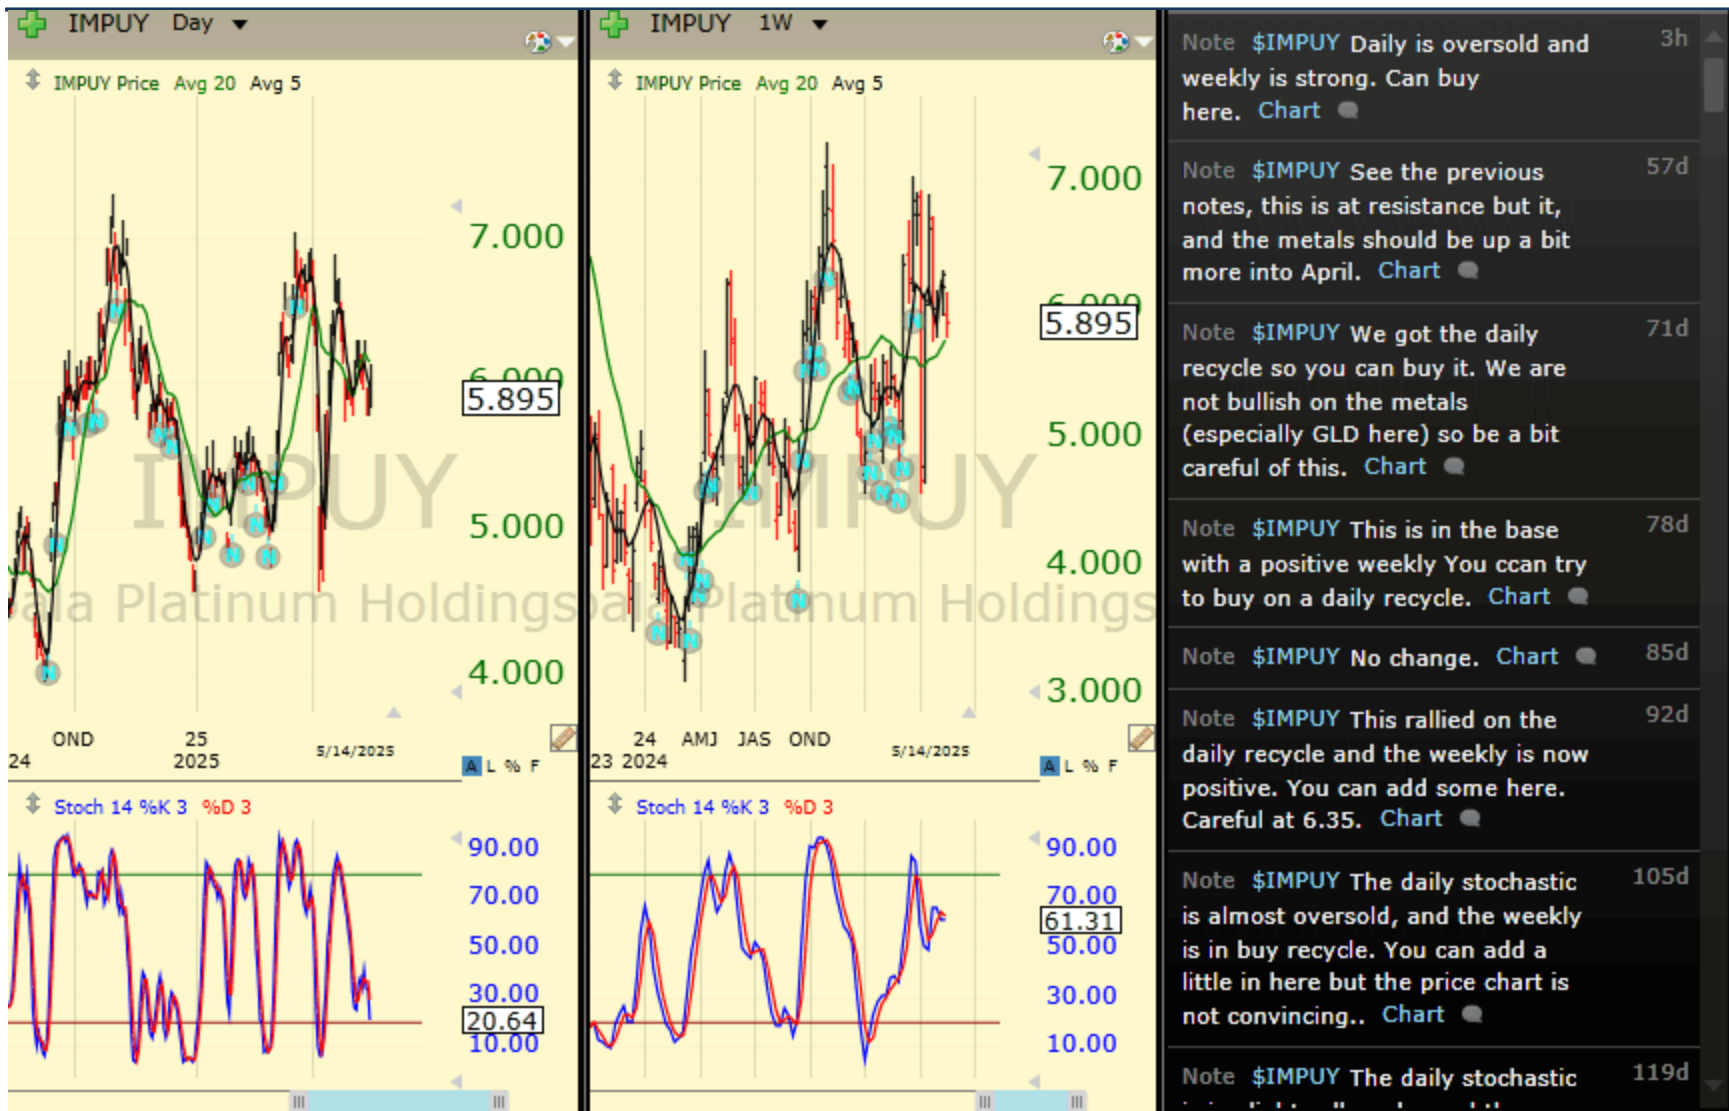 IMPUY Day
IMPUY Price Avg 20 Avg 5
7.000
6.000
5.895
5.000
4.000
IMPUY
ala Platinum Holdings
OND 25
24 2025
5/14/2025
A L % F
Stoch 14 %K 3 %D 3
90.00
70.00
50.00
30.00
20.64
10.00
IMPUY 1W
IMPUY Price Avg 20 Avg 5
7.000
6.000
5.895
5.000
4.000
3.000
IMPUY
pala Platinum Holdings
24 AMJ JAS OND
23 2024
5/14/2025
A L % F
Stoch 14 %K 3 %D 3
90.00
70.00
61.31
50.00
30.00
10.00
Note $IMPUY Daily is oversold and 3h
weekly is strong. Can buy
here. Chart
Note $IMPUY See the previous 57d
notes, this is at resistance but it,
and the metals should be up a bit
more into April. Chart
Note $IMPUY We got the daily 71d
recycle so you can buy it. We are
not bullish on the metals
(especially GLD here) so be a bit
careful of this. Chart
Note $IMPUY This is in the base 78d
with a positive weekly You ccan try
to buy on a daily recycle. Chart
Note $IMPUY No change. Chart 85d
Note $IMPUY This rallied on the 92d
daily recycle and the weekly is now
positive. You can add some here.
Careful at 6.35. Chart
Note $IMPUY The daily stochastic 105d
is almost oversold, and the weekly
is in buy recycle. You can add a
little in here but the price chart is
not convincing.. Chart
Note $IMPUY The daily stochastic 119d